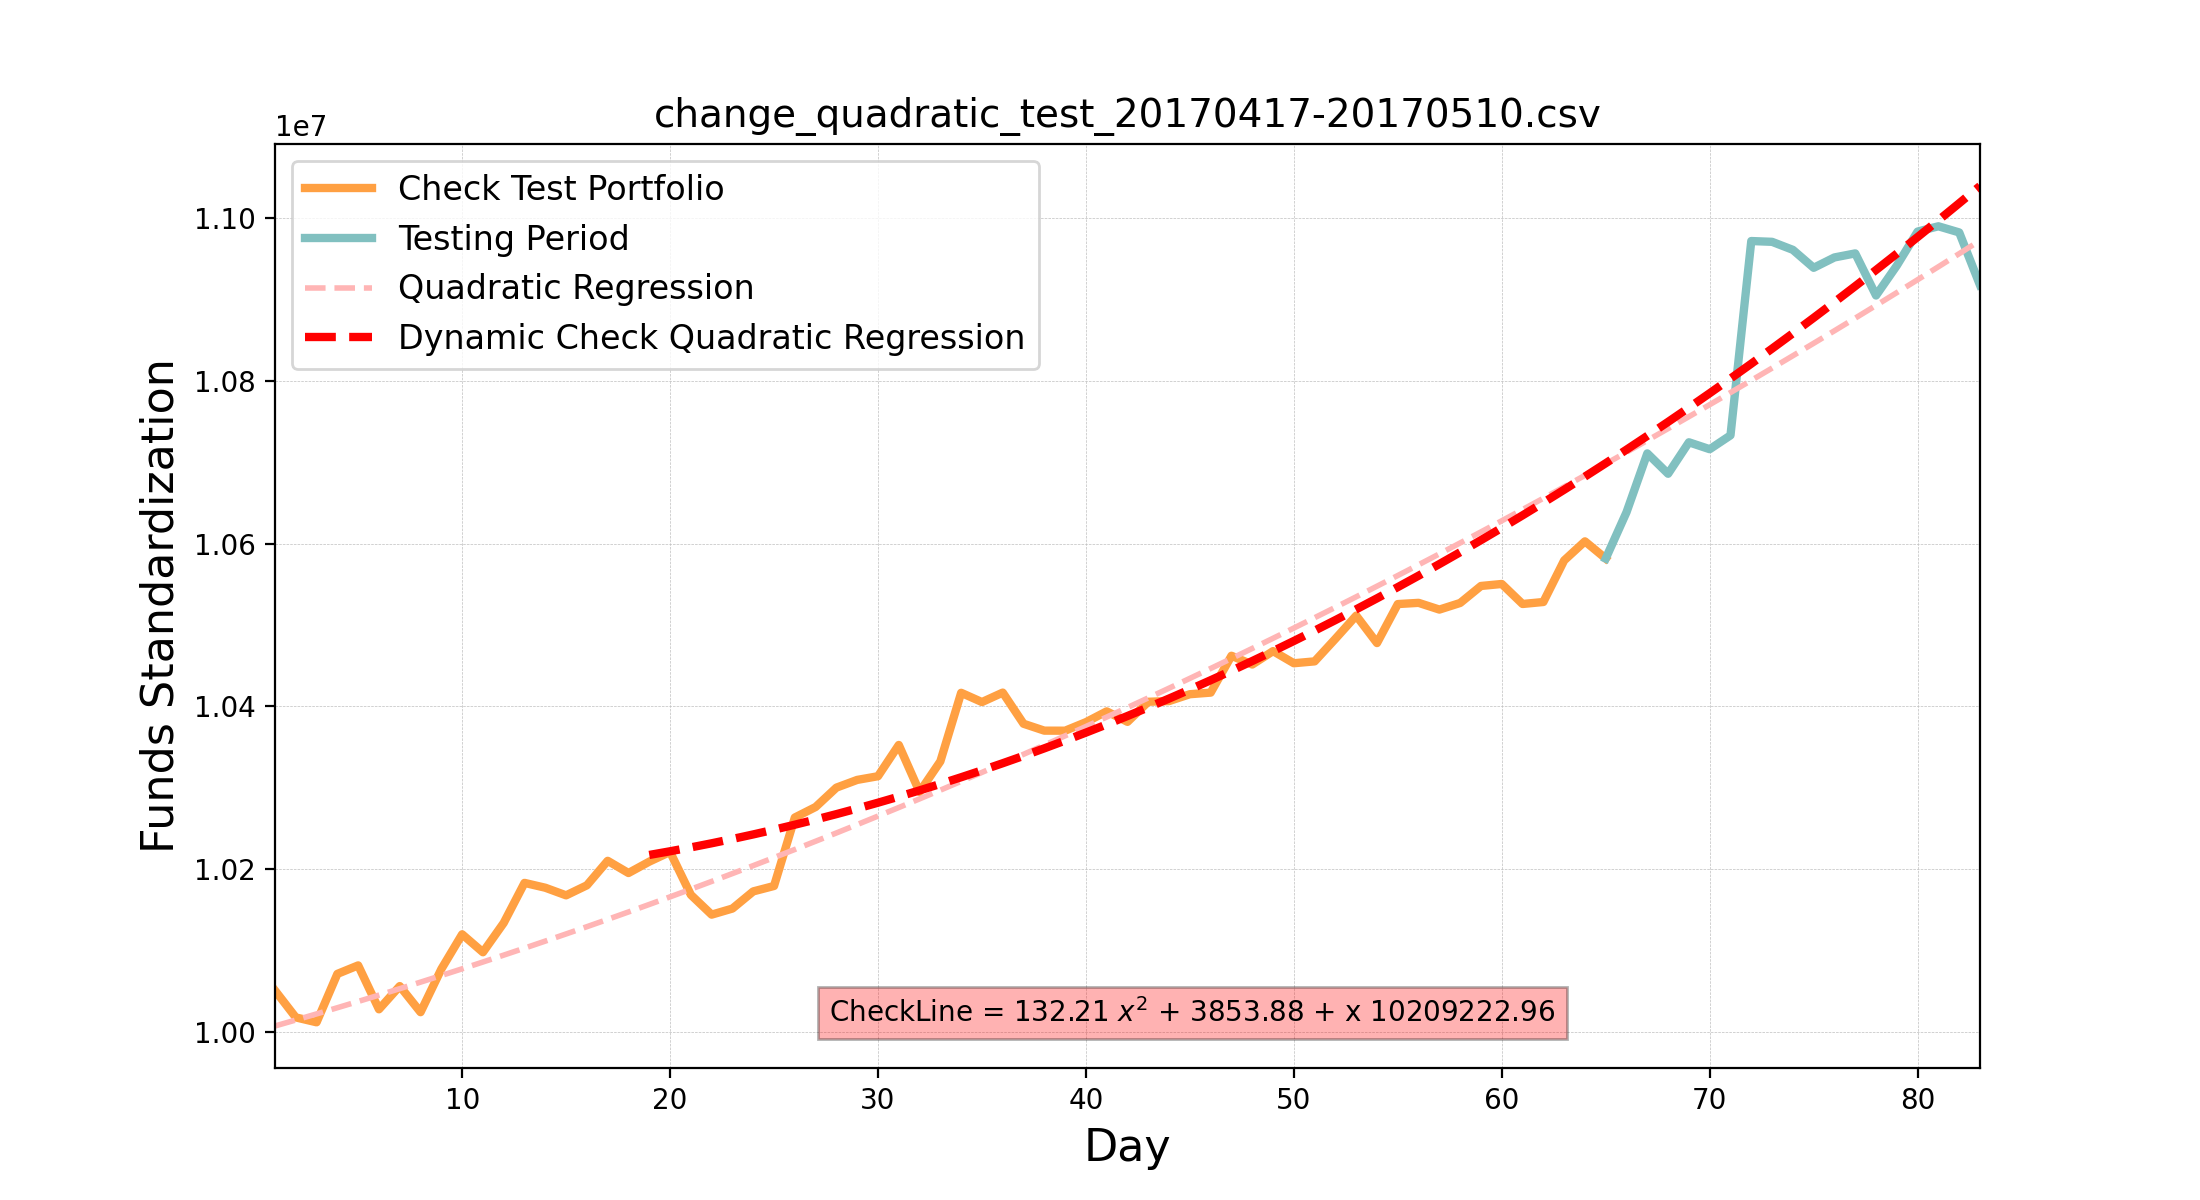 change_quadratic_test_20170417-20170510.csv
1e7
Check Test Portfolio
Testing Period
Quadratic Regression
Dynamic Check Quadratic Regression
1.10
1.08
1.06
1.04
1.02
1.00
Funds Standardization
CheckLine = 132.21 x² + 3853.88 + x 10209222.96
10 20 30 40 50 60 70 80
Day